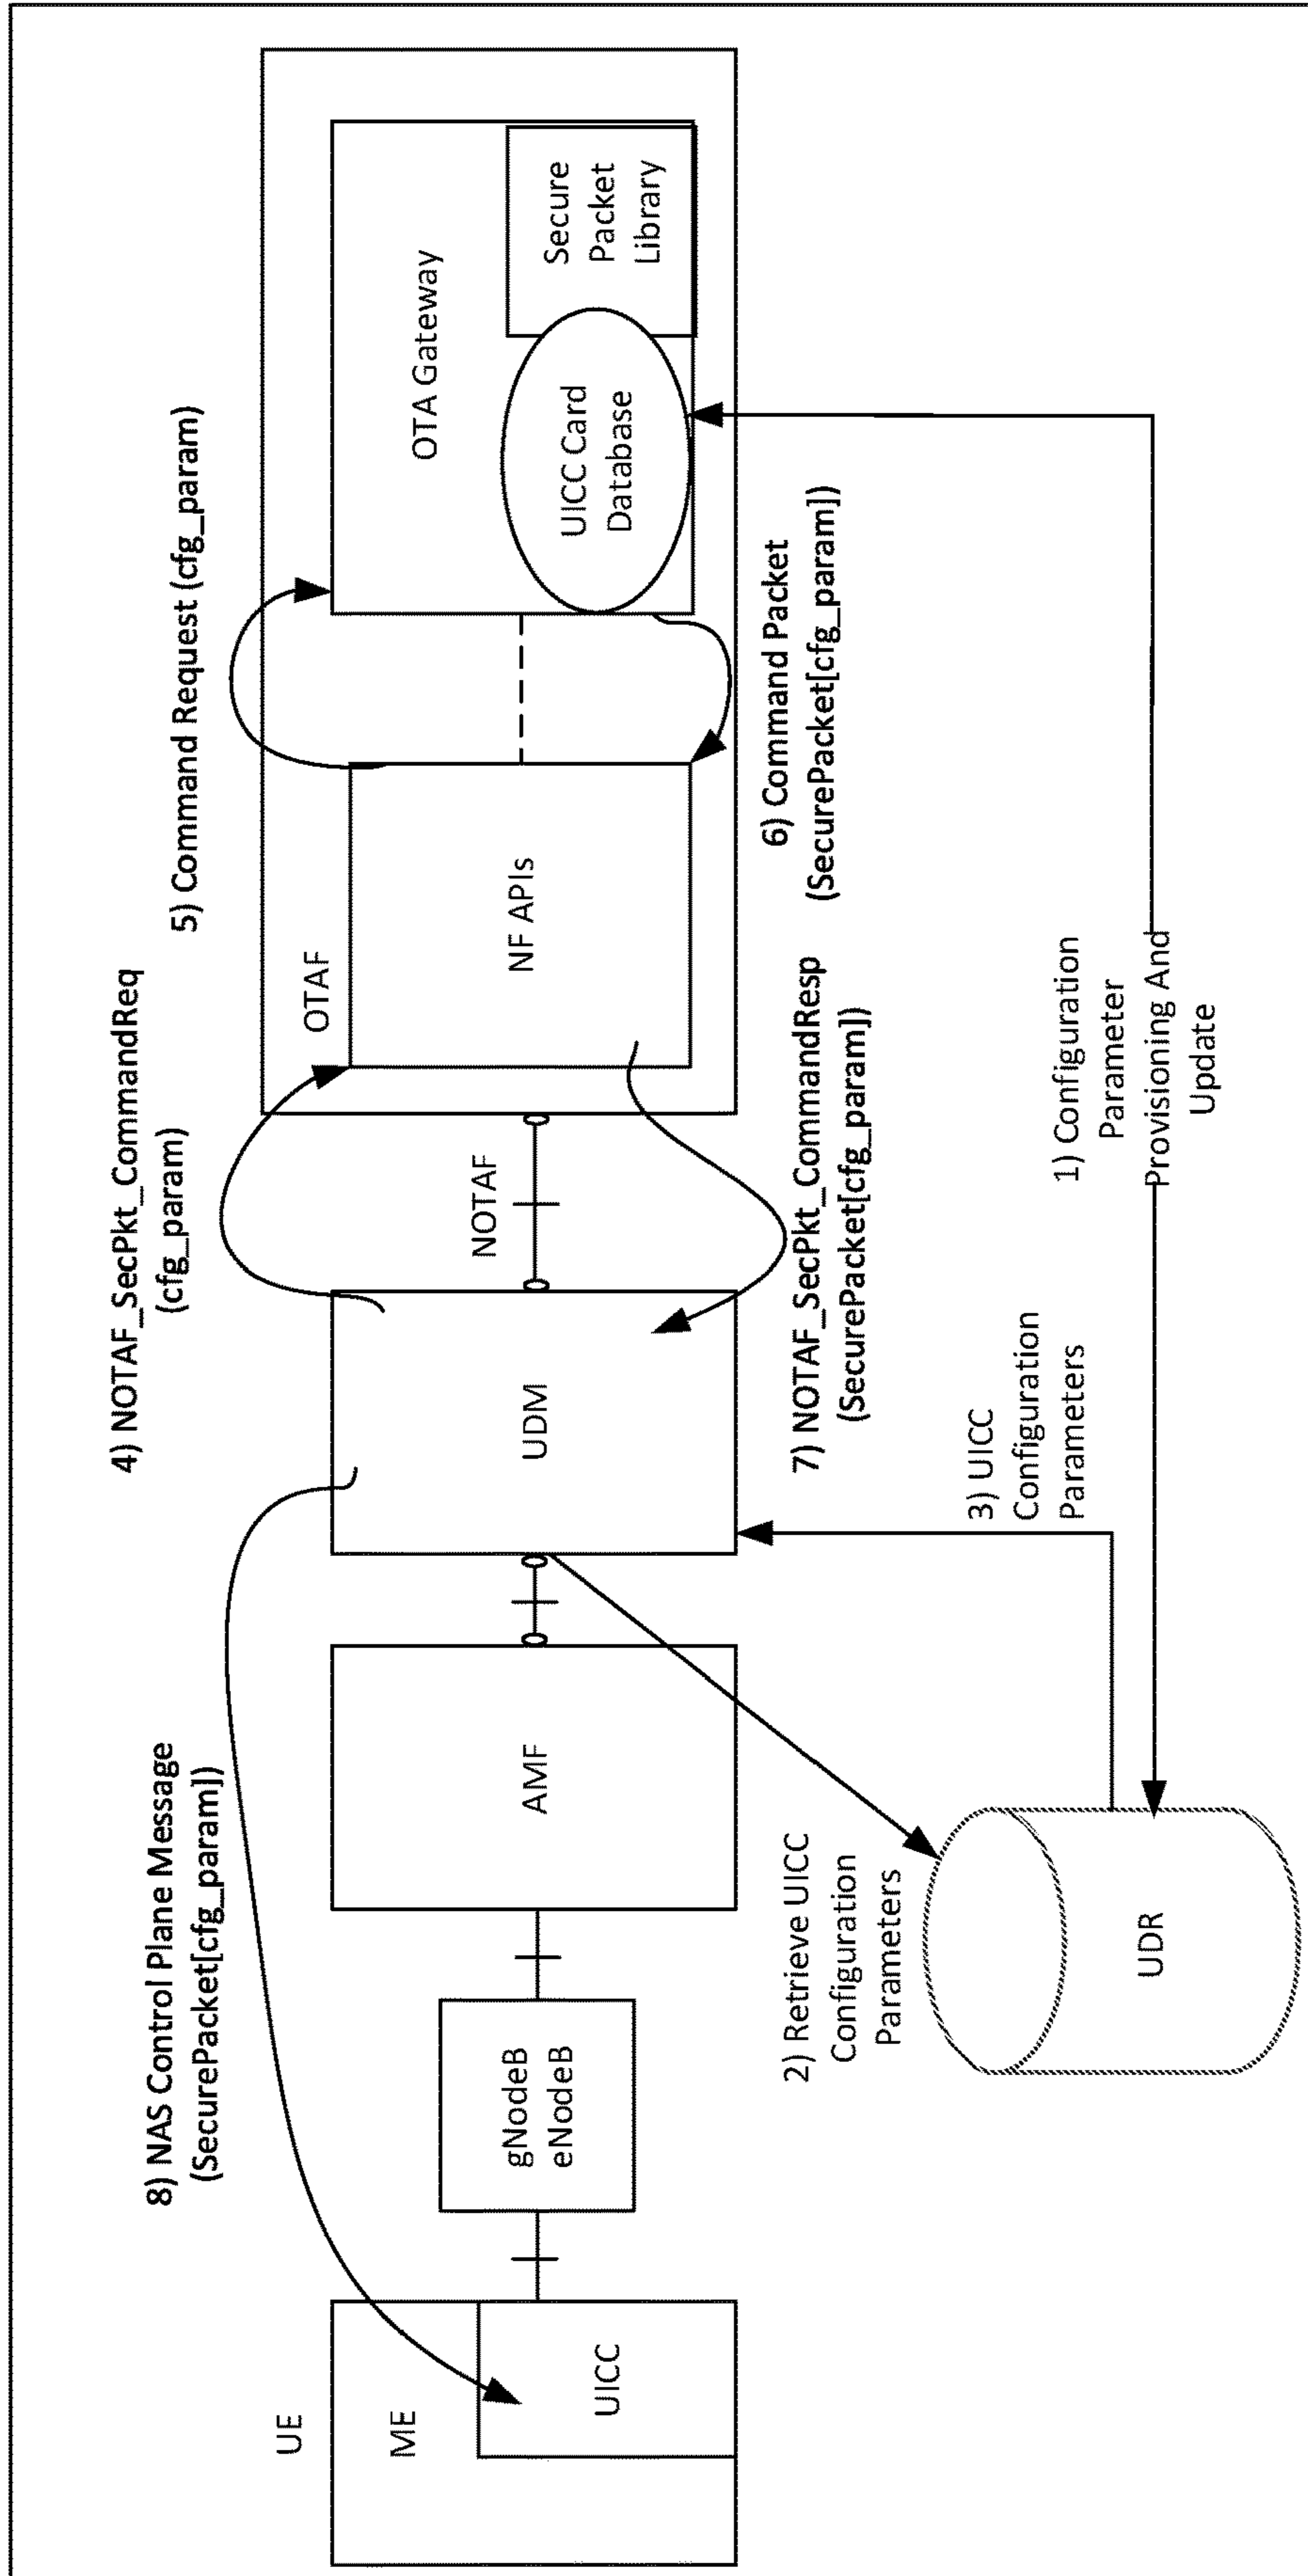 8) NAS Control Plane Message
(SecurePacket[cfg_param])
4) NOTAF_SecPkt_CommandReq
(cfg_param)
5) Command Request (cfg_param)
UE
ME
UICC
gNodeB
eNodeB
AMF
UDM
NOTAF
OTAF
NF APIs
OTA Gateway
UICC Card
Database
Secure
Packet
Library
2) Retrieve UICC
Configuration
Parameters
7) NOTAF_SecPkt_CommandResp
(SecurePacket[cfg_param])
6) Command Packet
(SecurePacket[cfg_param])
3) UICC
Configuration
Parameters
1) Configuration
Parameter
Provisioning And
Update
UDR